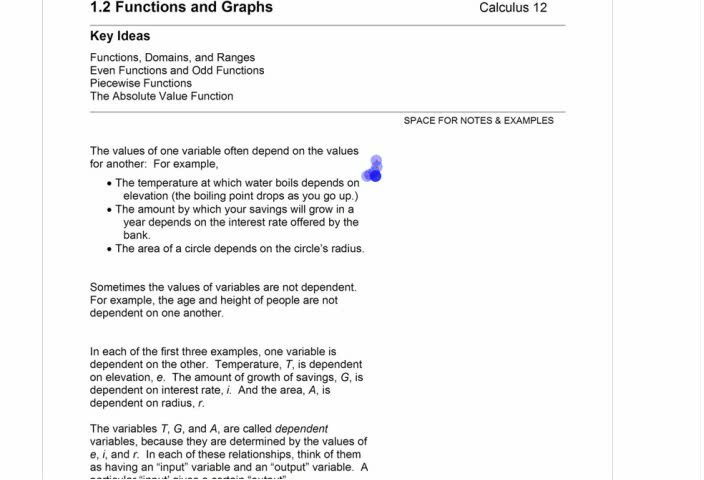 1.2 Functions and Graphs Calculus 12
Key Ideas
Functions, Domains, and Ranges
Even Functions and Odd Functions
Piecewise Functions
The Absolute Value Function
SPACE FOR NOTES & EXAMPLES
The values of one variable often depend on the values
for another: For example,
• The temperature at which water boils depends on
elevation (the boiling point drops as you go up.)
• The amount by which your savings will grow in a
year depends on the interest rate offered by the
bank.
• The area of a circle depends on the circle's radius.
Sometimes the values of variables are not dependent.
For example, the age and height of people are not
dependent on one another.
In each of the first three examples, one variable is
dependent on the other. Temperature, T, is dependent
on elevation, e. The amount of growth of savings, G, is
dependent on interest rate, i. And the area, A, is
dependent on radius, r.
The variables T, G, and A, are called dependent
variables, because they are determined by the values of
e, i, and r. In each of these relationships, think of them
as having an "input" variable and an "output" variable. A
particular "input' gives a certain "output".